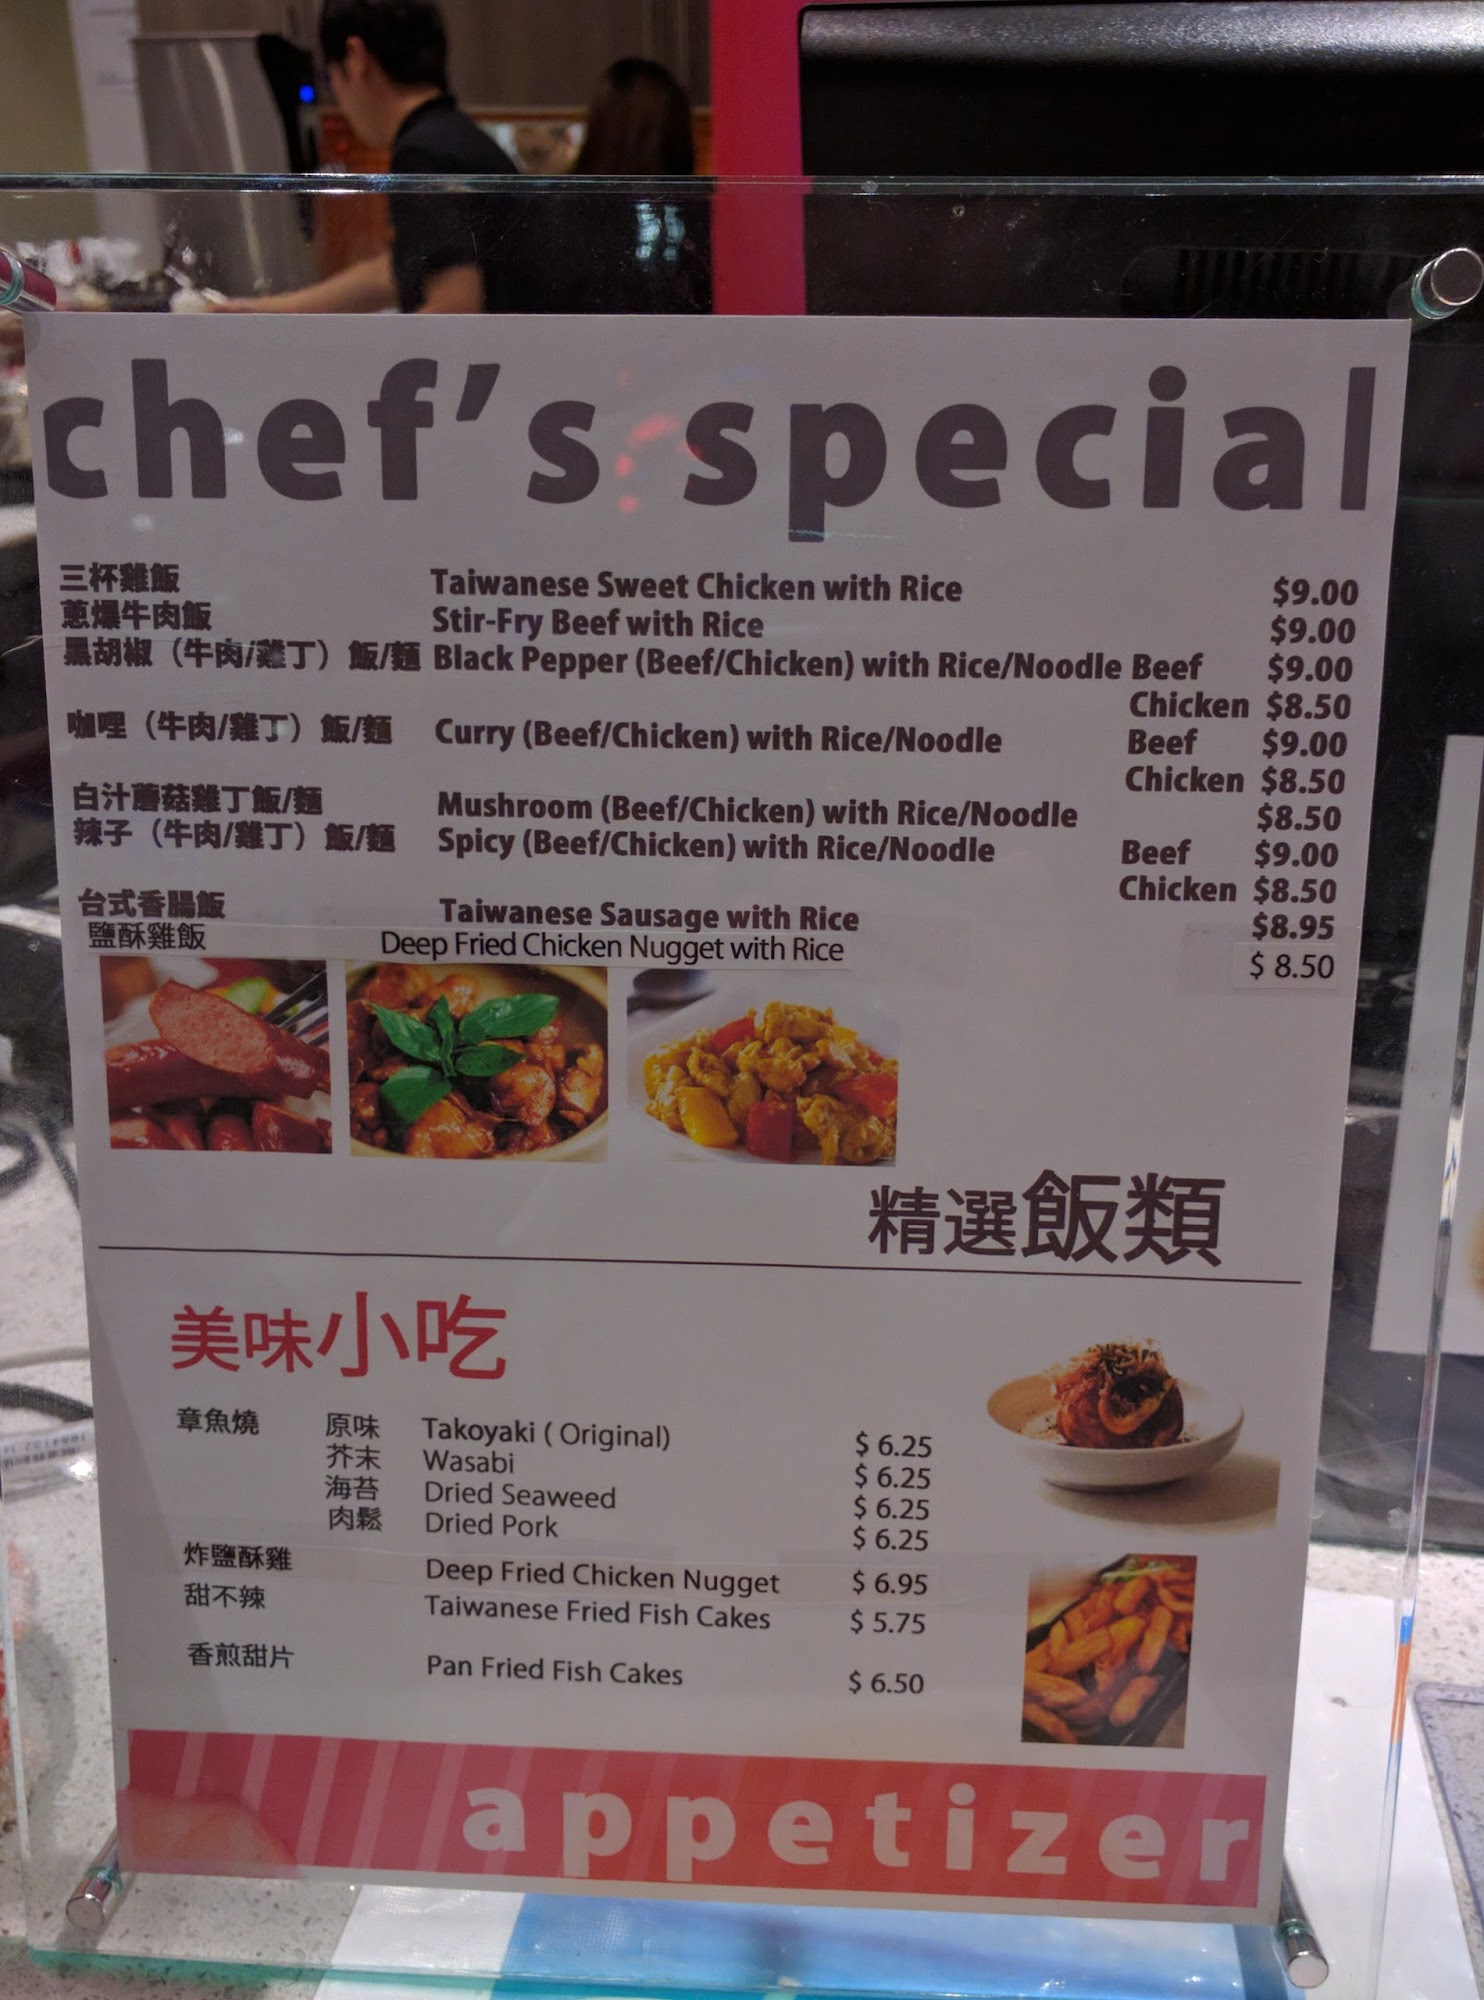 chef's special
三杯雞飯 Taiwanese Sweet Chicken with Rice $9.00
蔥爆牛肉飯 Stir-Fry Beef with Rice $9.00
黑胡椒（牛肉/雞丁）飯/麵 Black Pepper (Beef/Chicken) with Rice/Noodle Beef $9.00
Chicken $8.50
咖哩（牛肉/雞丁）飯/麵 Curry (Beef/Chicken) with Rice/Noodle Beef $9.00
Chicken $8.50
白汁蘑菇雞丁飯/麵 Mushroom (Beef/Chicken) with Rice/Noodle $8.50
辣子（牛肉/雞丁）飯/麵 Spicy (Beef/Chicken) with Rice/Noodle Beef $9.00
Chicken $8.50
台式香腸飯 Taiwanese Sausage with Rice $8.95
鹽酥雞飯 Deep Fried Chicken Nugget with Rice $ 8.50
精選飯類
美味小吃
章魚燒 原味 Takoyaki ( Original) $ 6.25
芥末 Wasabi $ 6.25
海苔 Dried Seaweed $ 6.25
肉鬆 Dried Pork $ 6.25
炸鹽酥雞 Deep Fried Chicken Nugget $ 6.95
甜不辣 Taiwanese Fried Fish Cakes $ 5.75
香煎甜片 Pan Fried Fish Cakes $ 6.50
appetizer